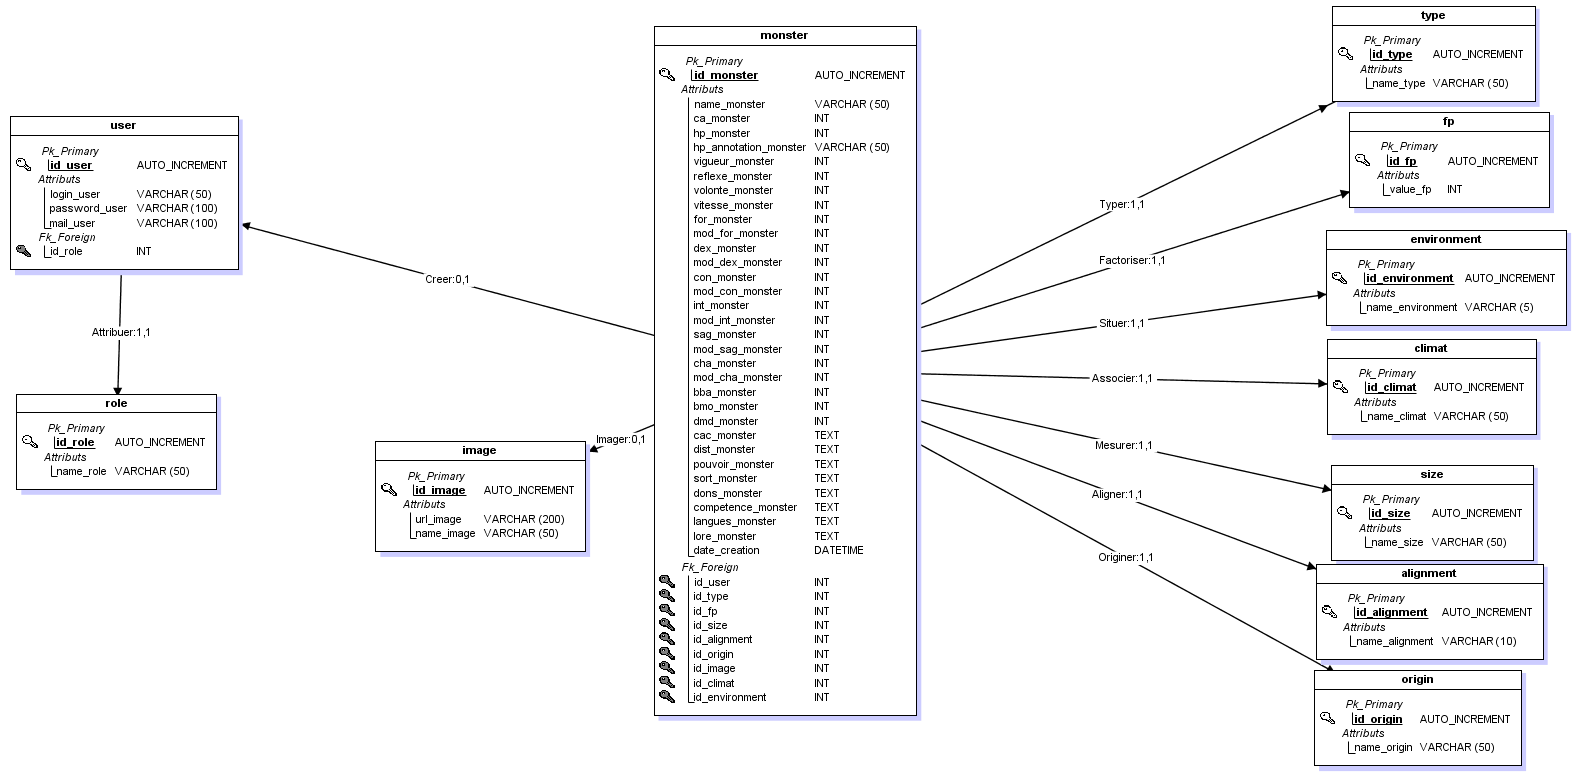 user
Pk_Primary
id_user AUTO_INCREMENT
Attributs
login_user VARCHAR (50)
password_user VARCHAR (100)
mail_user VARCHAR (100)
Fk_Foreign
id_role INT
Attribuer:1,1
role
Pk_Primary
id_role AUTO_INCREMENT
Attributs
name_role VARCHAR (50)
Creer:0,1
Imager:0,1
image
Pk_Primary
id_image AUTO_INCREMENT
Attributs
url_image VARCHAR (200)
name_image VARCHAR (50)
monster
Pk_Primary
id_monster AUTO_INCREMENT
Attributs
name_monster VARCHAR (50)
ca_monster INT
hp_monster INT
hp_annotation_monster VARCHAR (50)
vigueur_monster INT
reflexe_monster INT
volonte_monster INT
vitesse_monster INT
for_monster INT
mod_for_monster INT
dex_monster INT
mod_dex_monster INT
con_monster INT
mod_con_monster INT
int_monster INT
mod_int_monster INT
sag_monster INT
mod_sag_monster INT
cha_monster INT
mod_cha_monster INT
bba_monster INT
bmo_monster INT
dmd_monster INT
cac_monster TEXT
dist_monster TEXT
pouvoir_monster TEXT
sort_monster TEXT
dons_monster TEXT
competence_monster TEXT
langues_monster TEXT
lore_monster TEXT
date_creation DATETIME
Fk_Foreign
id_user INT
id_type INT
id_fp INT
id_size INT
id_alignment INT
id_origin INT
id_image INT
id_climat INT
id_environment INT
Typer:1,1
Factoriser:1,1
Situer:1,1
Associer:1,1
Mesurer:1,1
Aligner:1,1
Originer:1,1
type
Pk_Primary
id_type AUTO_INCREMENT
Attributs
name_type VARCHAR (50)
fp
Pk_Primary
id_fp AUTO_INCREMENT
Attributs
value_fp INT
environment
Pk_Primary
id_environment AUTO_INCREMENT
Attributs
name_environment VARCHAR (5)
climat
Pk_Primary
id_climat AUTO_INCREMENT
Attributs
name_climat VARCHAR (50)
size
Pk_Primary
id_size AUTO_INCREMENT
Attributs
name_size VARCHAR (50)
alignment
Pk_Primary
id_alignment AUTO_INCREMENT
Attributs
name_alignment VARCHAR (10)
origin
Pk_Primary
id_origin AUTO_INCREMENT
Attributs
name_origin VARCHAR (50)